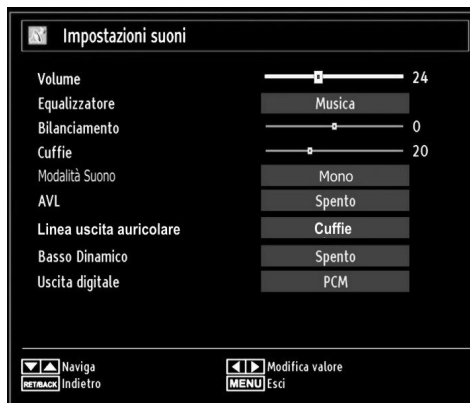 Impostazioni suoni
Volume 24
Equalizzatore Musica
Bilanciamento 0
Cuffie 20
Modalità Suono Mono
AVL Spento
Linea uscita auricolare Cuffie
Basso Dinamico Spento
Uscita digitale PCM
Naviga Modifica valore
RET/BACK Indietro MENU Esci